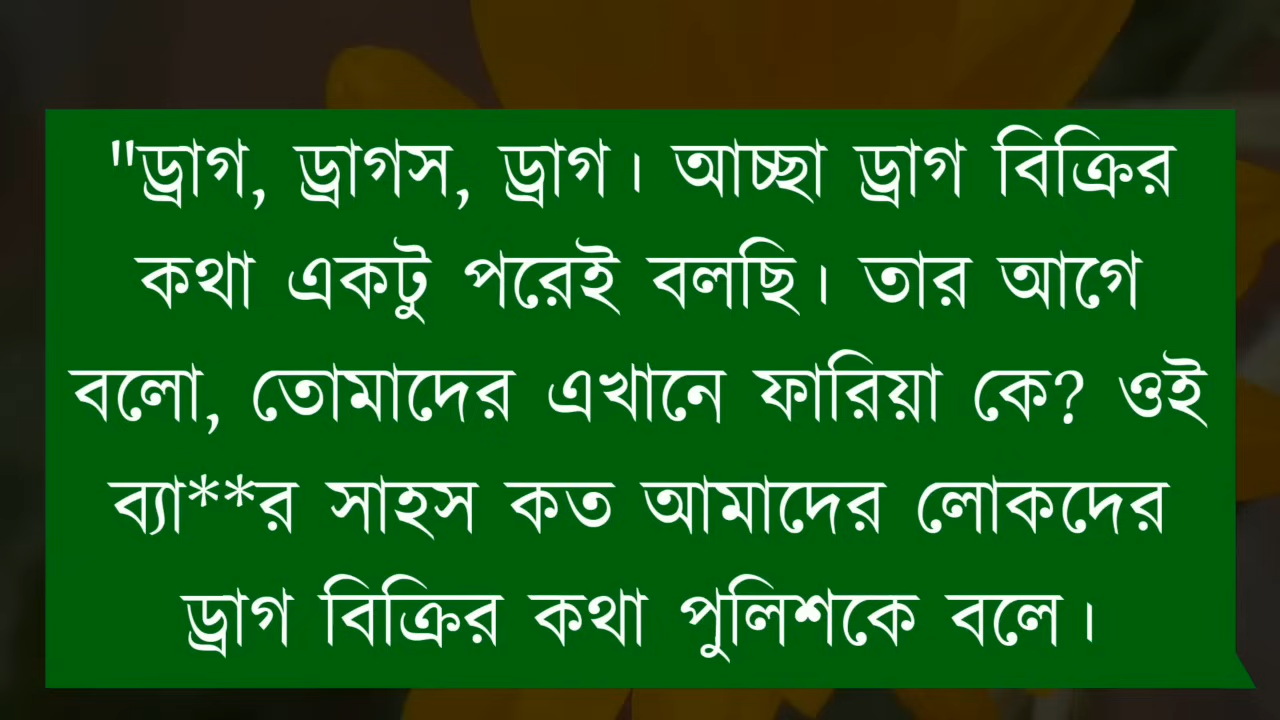 "ড্রাগ, ড্রাগস, ড্রাগ। আচ্ছা ড্রাগ বিক্রির
কথা একটু পরেই বলছি। তার আগে
বলো, তোমাদের এখানে ফারিয়া কে? ওই
ব্যা**র সাহস কত আমাদের লোকদের
ড্রাগ বিক্রির কথা পুলিশকে বলে।